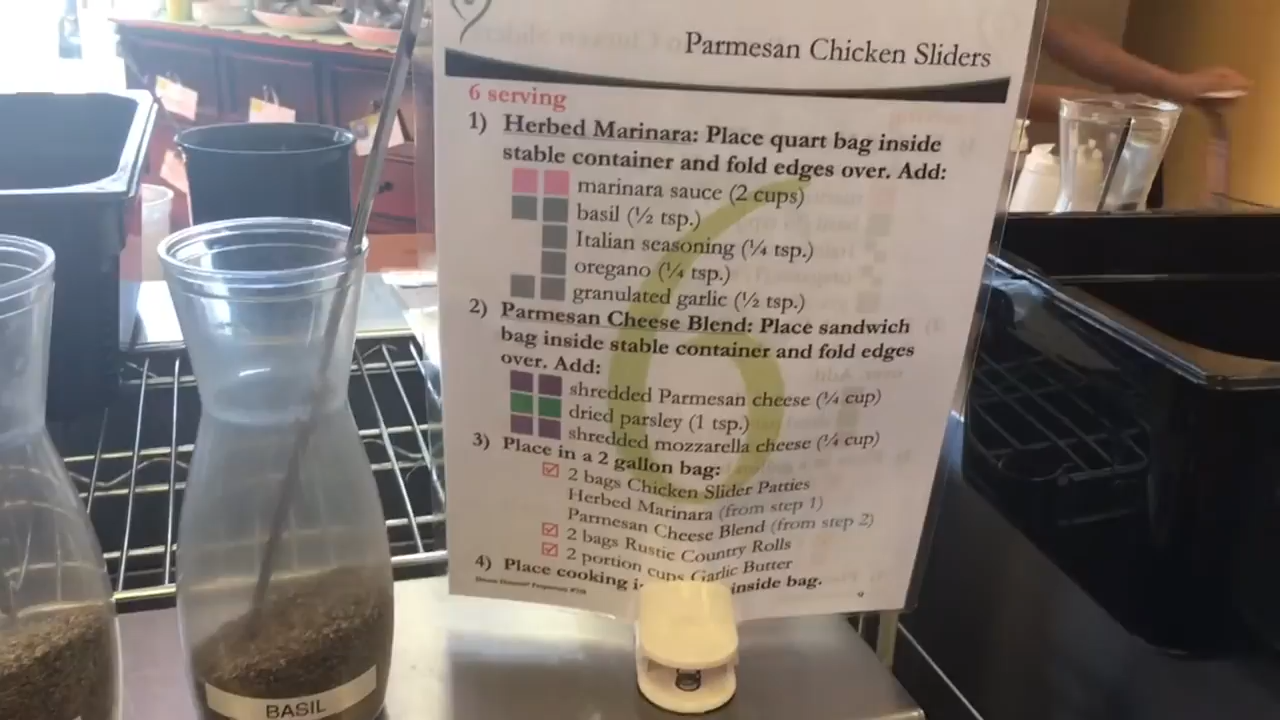 Parmesan Chicken Sliders
6 serving
1) Herbed Marinara: Place quart bag inside
stable container and fold edges over. Add:
marinara sauce (2 cups)
basil (½ tsp.)
Italian seasoning (¼ tsp.)
oregano (¼ tsp.)
granulated garlic (½ tsp.)
2) Parmesan Cheese Blend: Place sandwich
bag inside stable container and fold edges
over. Add:
shredded Parmesan cheese (¼ cup)
dried parsley (1 tsp.)
shredded mozzarella cheese (¼ cup)
3) Place in a 2 gallon bag:
2 bags Chicken Slider Patties
Herbed Marinara (from step 1)
Parmesan Cheese Blend (from step 2)
2 bags Rustic Country Rolls
2 portion cups Garlic Butter
4) Place cooking inside bag.
6
BASIL